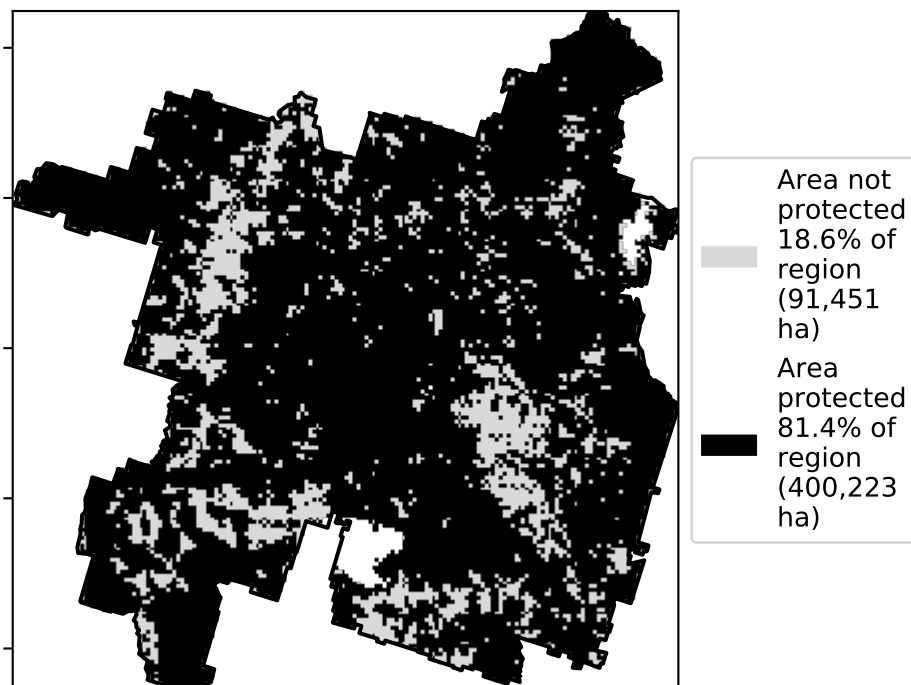 Area not
protected
18.6% of
region
(91,451
ha)
Area
protected
81.4% of
region
(400,223
ha)